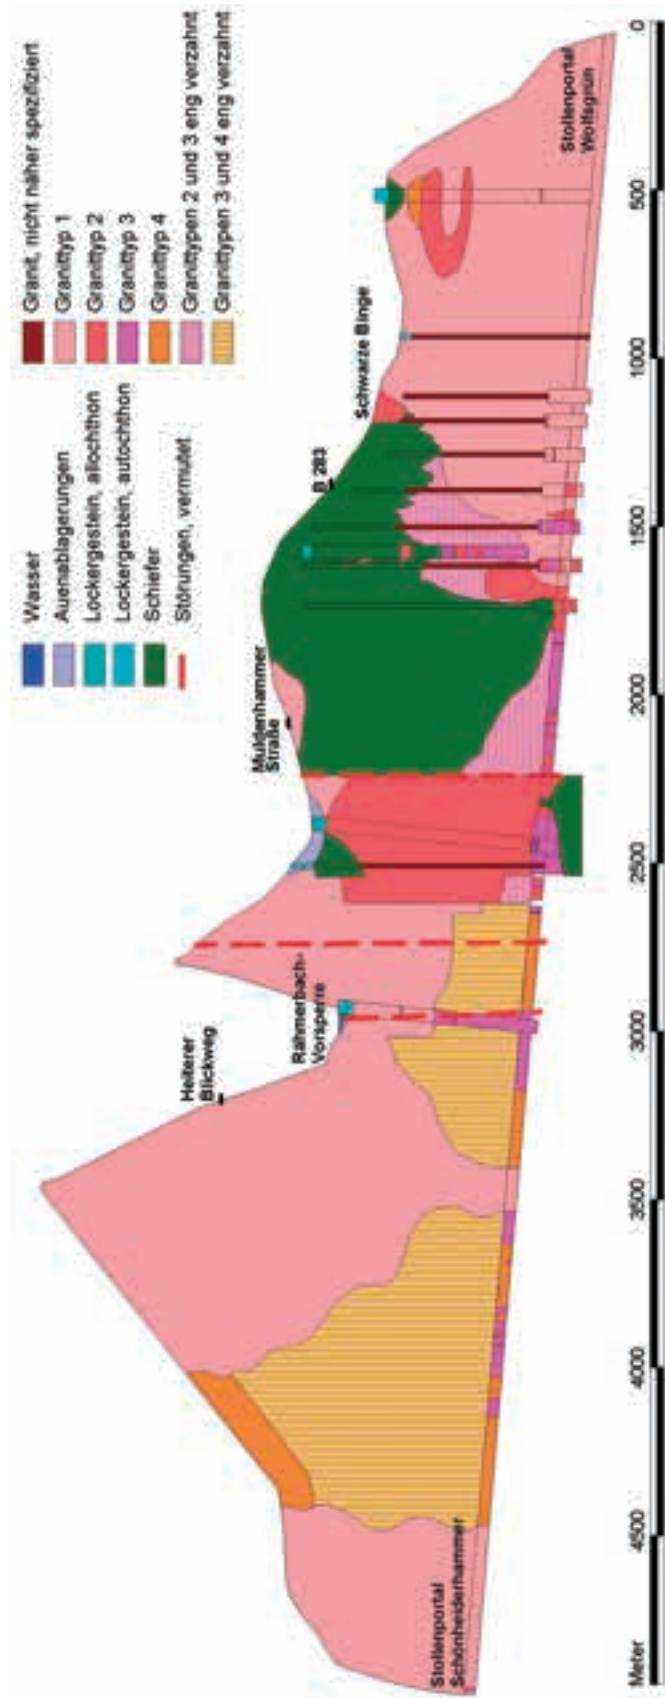 Wasser
Auenablagerungen
Lockergestein, allochthon
Lockergestein, autochthon
Schiefer
Störungen, vermutet
Granit, nicht näher spezifiziert
Granittyp 1
Granittyp 2
Granittyp 3
Granittyp 4
Granittypen 2 und 3 eng verzahnt
Granittypen 3 und 4 eng verzahnt
Stollenportal
Schönheiderhammer
Heiterer
Blickweg
Rähmerbach-
Vorsperre
Muldenhammer
Straße
B 283
Schwarze Binge
Stollenportal
Wolfsgrün
Meter
4500
4000
3500
3000
2500
2000
1500
1000
500
0